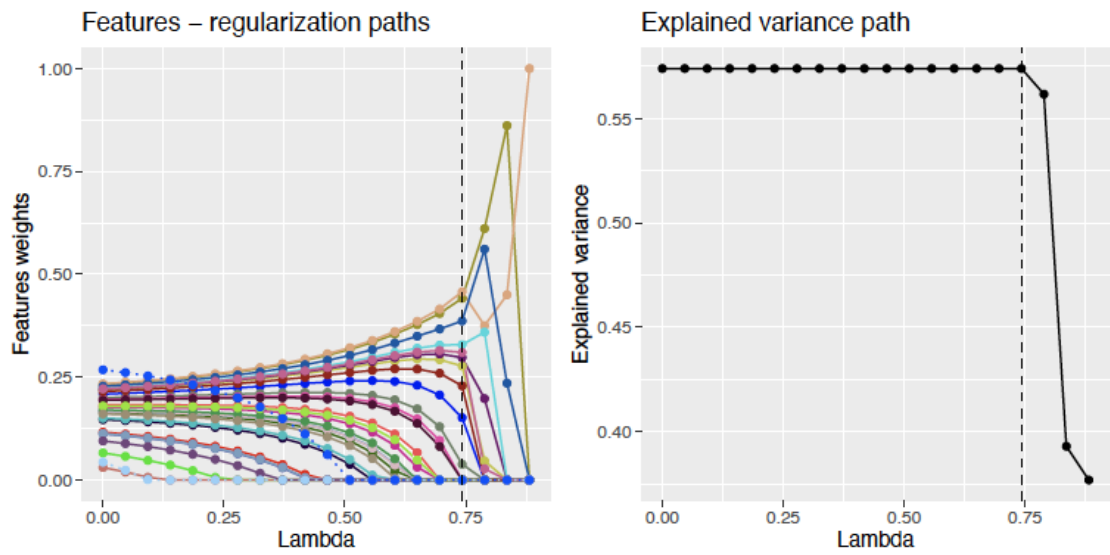 Features – regularization paths
1.00
0.75
0.50
0.25
0.00
Features weights
0.00 0.25 0.50 0.75
Lambda
Explained variance path
0.55
0.50
0.45
0.40
Explained variance
0.00 0.25 0.50 0.75
Lambda